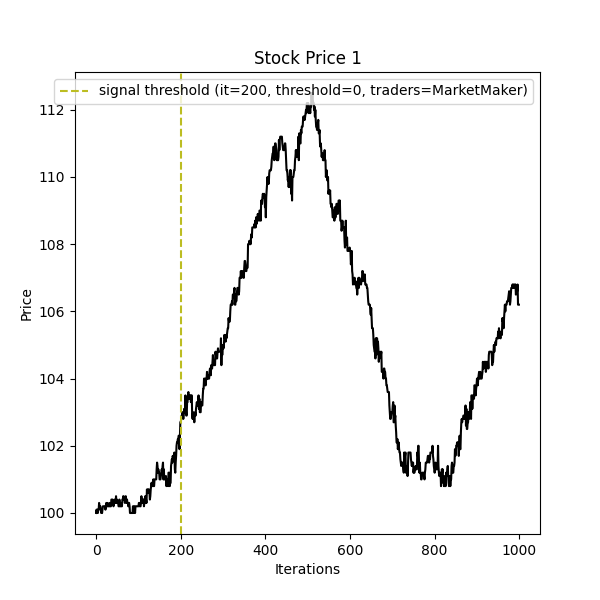 Stock Price 1
signal threshold (it=200, threshold=0, traders=MarketMaker)
112
110
108
106
104
102
100
Price
0 200 400 600 800 1000
Iterations